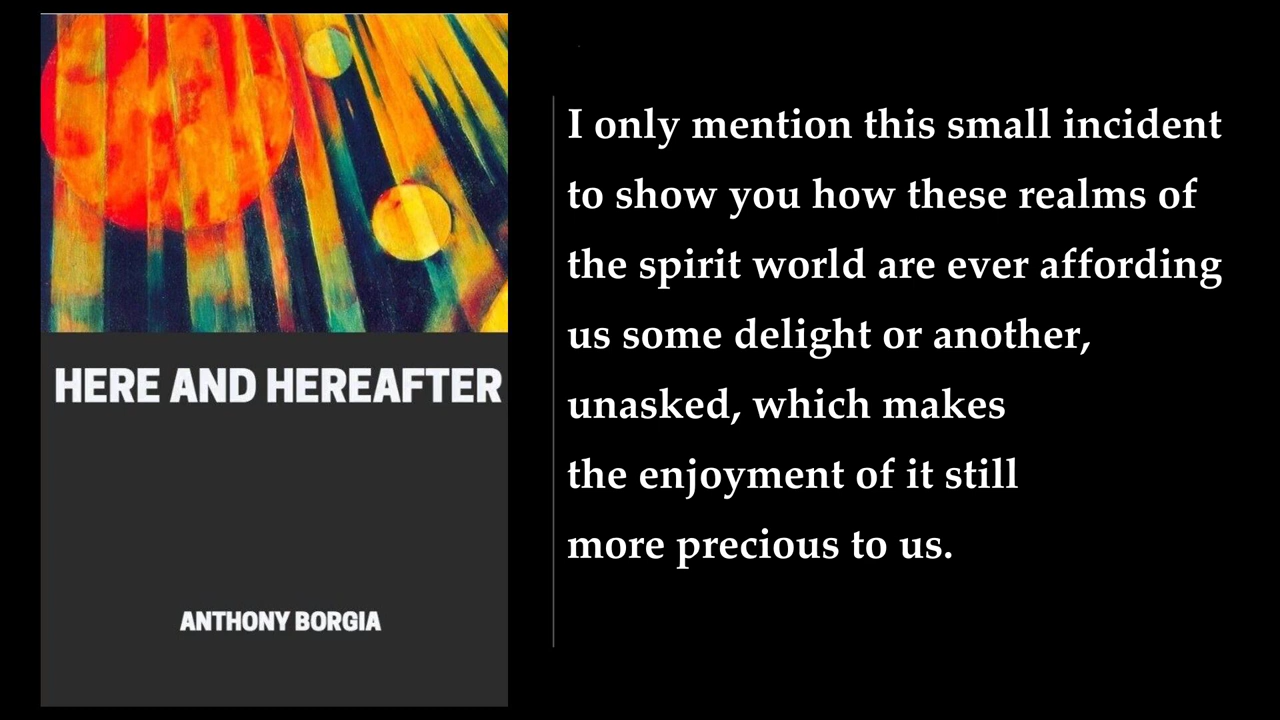 HERE AND HEREAFTER
ANTHONY BORGIA
I only mention this small incident
to show you how these realms of
the spirit world are ever affording
us some delight or another,
unasked, which makes
the enjoyment of it still
more precious to us.